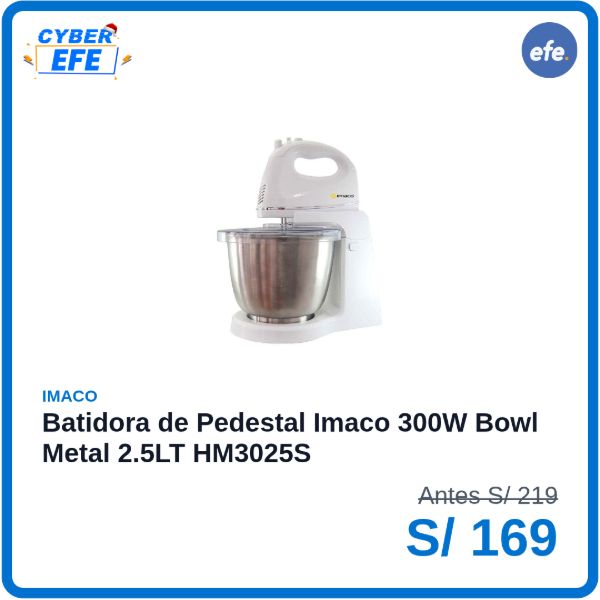 CYBER
EFE
efe.
imaco
IMACO
Batidora de Pedestal Imaco 300W Bowl
Metal 2.5LT HM3025S
Antes S/ 219
S/ 169